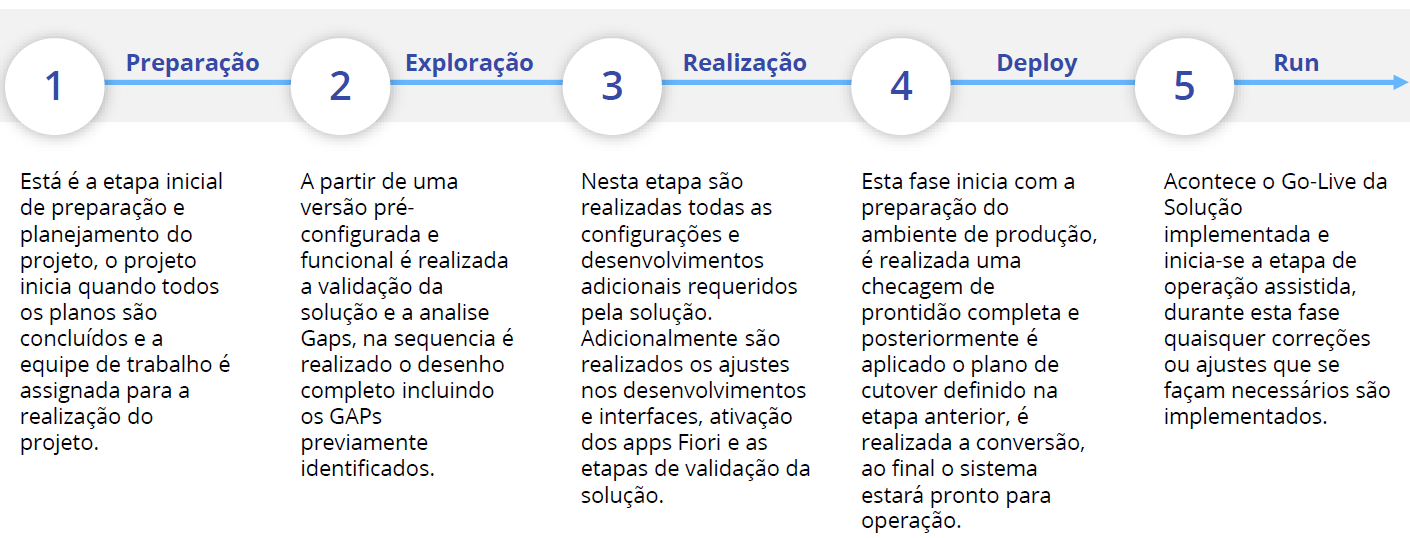 1
Preparação
2
Exploração
3
Realização
4
Deploy
5
Run
Está é a etapa inicial
de preparação e
planejamento do
projeto, o projeto
inicia quando todos
os planos são
concluídos e a
equipe de trabalho é
assignada para a
realização do
projeto.
A partir de uma
versão pré-
configurada e
funcional é realizada
a validação da
solução e a analise
Gaps, na sequencia é
realizado o desenho
completo incluindo
os GAPs
previamente
identificados.
Nesta etapa são
realizadas todas as
configurações e
desenvolvimentos
adicionais requeridos
pela solução.
Adicionalmente são
realizados os ajustes
nos desenvolvimentos
e interfaces, ativação
dos apps Fiori e as
etapas de validação da
solução.
Esta fase inicia com a
preparação do
ambiente de produção,
é realizada uma
checagem de
prontidão completa e
posteriormente é
aplicado o plano de
cutover definido na
etapa anterior, é
realizada a conversão,
ao final o sistema
estará pronto para
operação.
Acontece o Go-Live da
Solução
implementada e
inicia-se a etapa de
operação assistida,
durante esta fase
quaisquer correções
ou ajustes que se
façam necessários são
implementados.